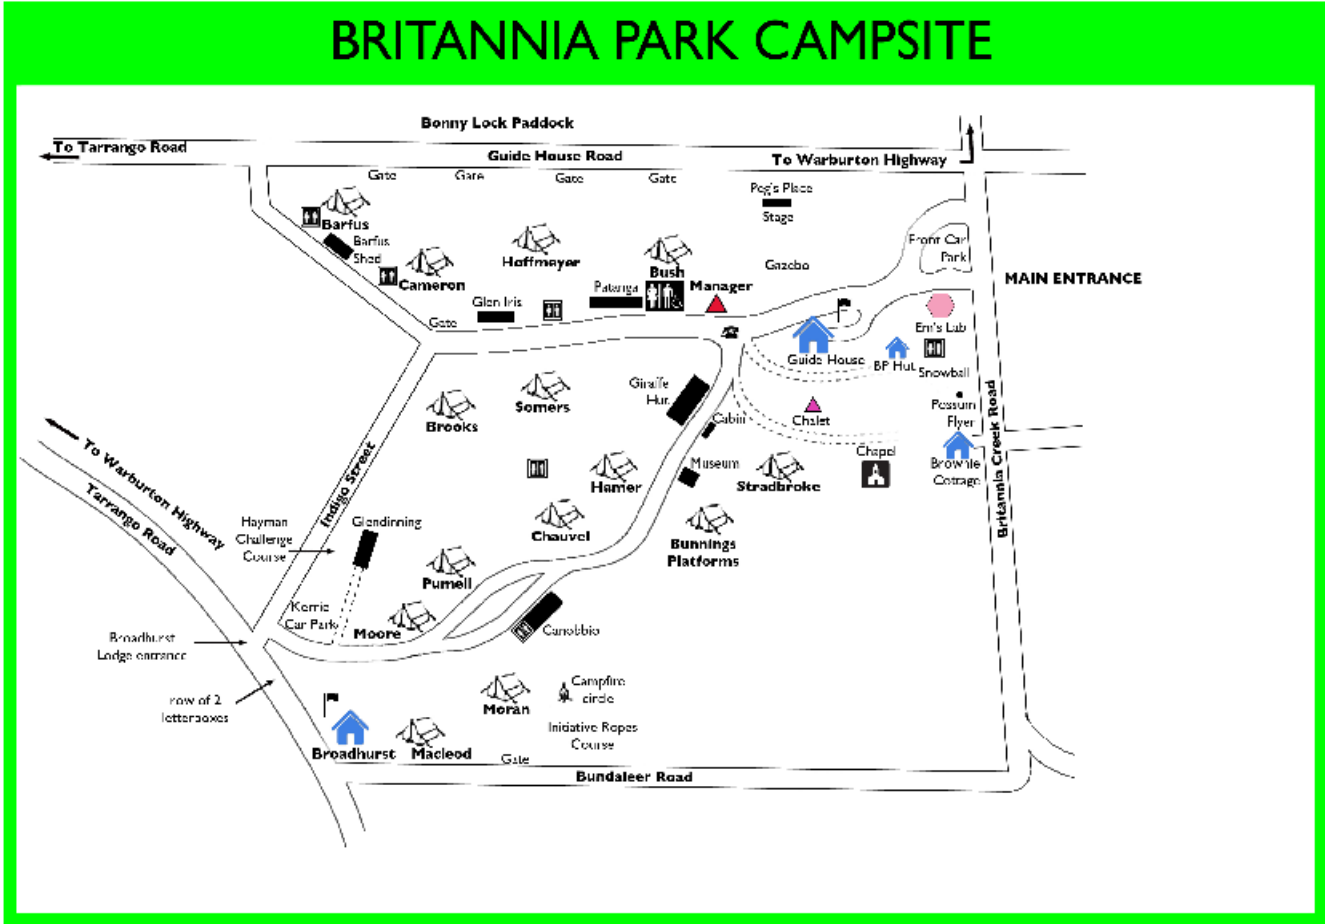 BRITANNIA PARK CAMPSITE
Bonny Lock Paddock
To Tarrango Road
Guide House Road
To Warburton Highway
Gate
Gate
Gate
Gate
Peg's Place
Stage
Barfus
Barfus
Shed
Cameron
Hoffmeyer
Bush
Gazebo
Front Car
Park
MAIN ENTRANCE
Patanga
Manager
Glen Iris
Gate
Em's Lab
Guide House
BP Hut
Snowball
Giraffe
Hut
Somers
Brooks
Cabin
Chalet
Possum
Flyer
Chapel
Brownie
Cottage
Britannia Creek Road
Museum
Stradbroke
Hamer
Indigo Street
To Warburton Highway
Tarrango Road
Hayman
Challenge
Course
Glendinning
Chauvel
Bunnings
Platforms
Kerrie
Car Park
Moore
Canobbio
Broadhurst
Lodge entrance
row of 2
letterboxes
Moran
Campfire
circle
Initiative Ropes
Course
Broadhurst
Macleod
Gate
Bundaleer Road